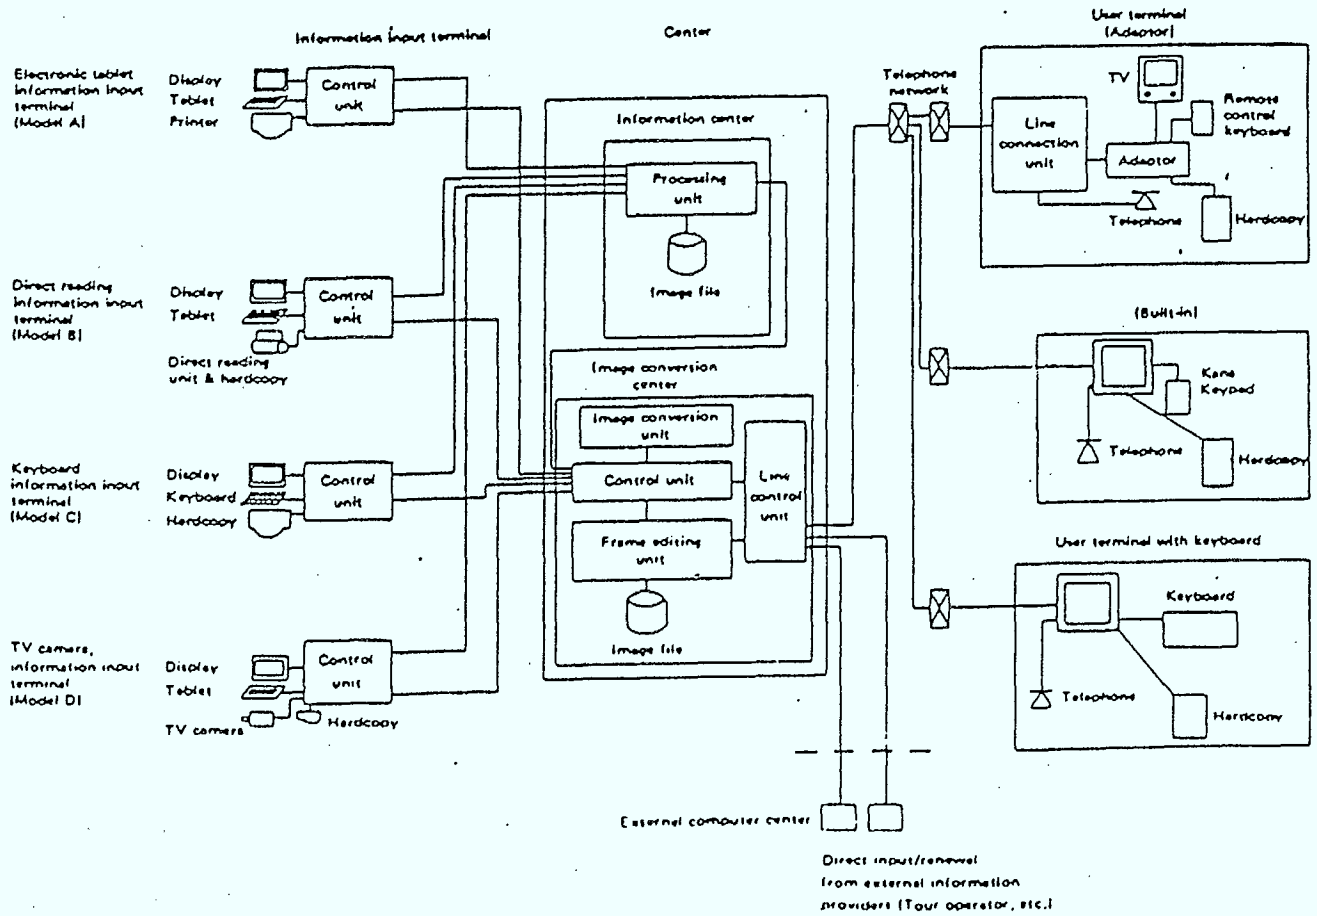 Information input terminal
Center
User terminal
(Adaptor)
Electronic tablet
information input
terminal
(Model A)
Display
Tablet
Printer
Control
unit
Information center
Processing
unit
Image file
Telephone
network
TV
Line
connection
unit
Remote
control
keyboard
Adaptor
Telephone
Hardcopy
Direct reading
information input
terminal
(Model B)
Display
Tablet
Direct reading
unit & hardcopy
Control
unit
Image conversion
center
Image conversion
unit
Control unit
Frame editing
unit
Line
control
unit
Image file
(Built-in)
Kana
Keypad
Telephone
Hardcopy
Keyboard
information input
terminal
(Model C)
Display
Keyboard
Hardcopy
Control
unit
User terminal with keyboard
Keyboard
Telephone
Hardcopy
TV camera,
information input
terminal
(Model D)
Display
Tablet
TV camera
Control
unit
Hardcopy
External computer center
Direct input/renewal
from external information
providers (Tour operator, etc.)